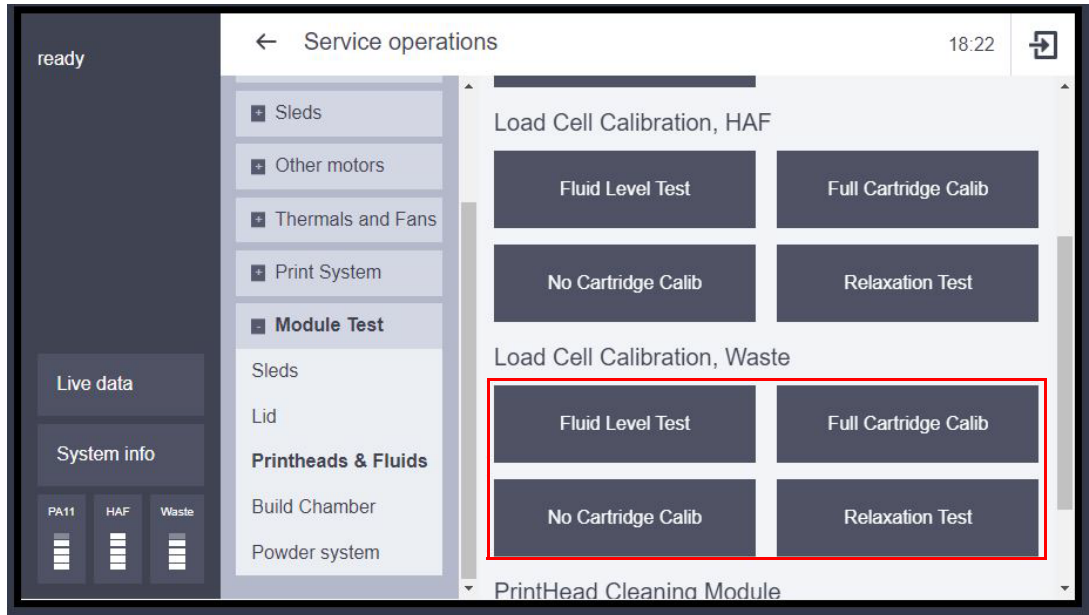 ready
← Service operations
18:22
+ Sleds
+ Other motors
+ Thermals and Fans
+ Print System
- Module Test
Sleds
Lid
Printheads & Fluids
Build Chamber
Powder system
Live data
System info
PA11 HAF Waste
Load Cell Calibration, HAF
Fluid Level Test Full Cartridge Calib
No Cartridge Calib Relaxation Test
Load Cell Calibration, Waste
Fluid Level Test Full Cartridge Calib
No Cartridge Calib Relaxation Test
PrintHead Cleaning Module